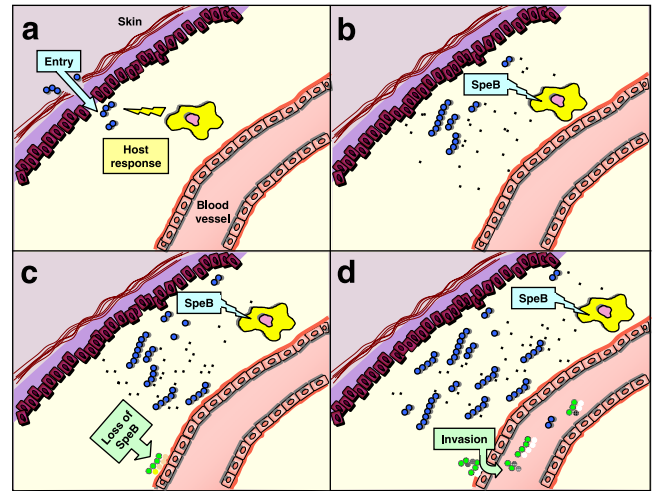 a
Skin
Entry
Host
response
Blood
vessel
b
SpeB
c
SpeB
Loss of
SpeB
d
SpeB
Invasion